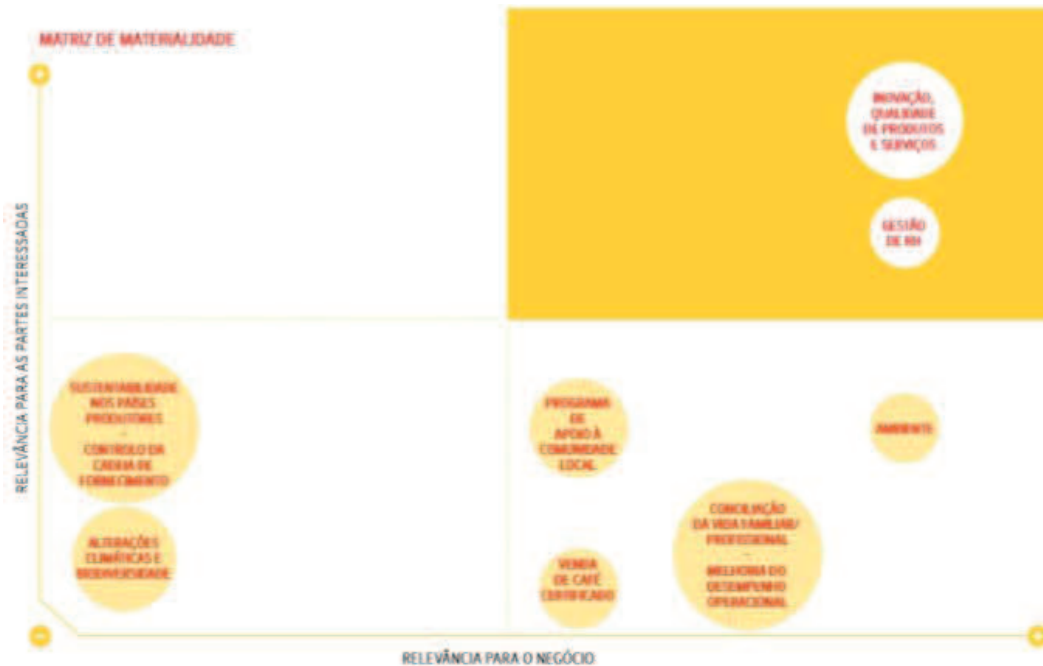 MATRIZ DE MATERIALIDADE
+
INOVAÇÃO,
QUALIDADE
DE PRODUTOS
E SERVIÇOS
GESTÃO
DE RH
RELEVÂNCIA PARA AS PARTES INTERESSADAS
SUSTENTABILIDADE
NOS PAÍSES
PRODUTORES
–
CONTROLO DA
CADEIA DE
FORNECIMENTO
PROGRAMA
DE
APOIO À
COMUNIDADE
LOCAL
AMBIENTE
ALTERAÇÕES
CLIMÁTICAS E
BIODIVERSIDADE
VENDA
DE CAFÉ
CERTIFICADO
CONCILIAÇÃO
DA VIDA FAMILIAR/
PROFISSIONAL
–
MELHORIA DO
DESEMPENHO
OPERACIONAL
–
+
RELEVÂNCIA PARA O NEGÓCIO